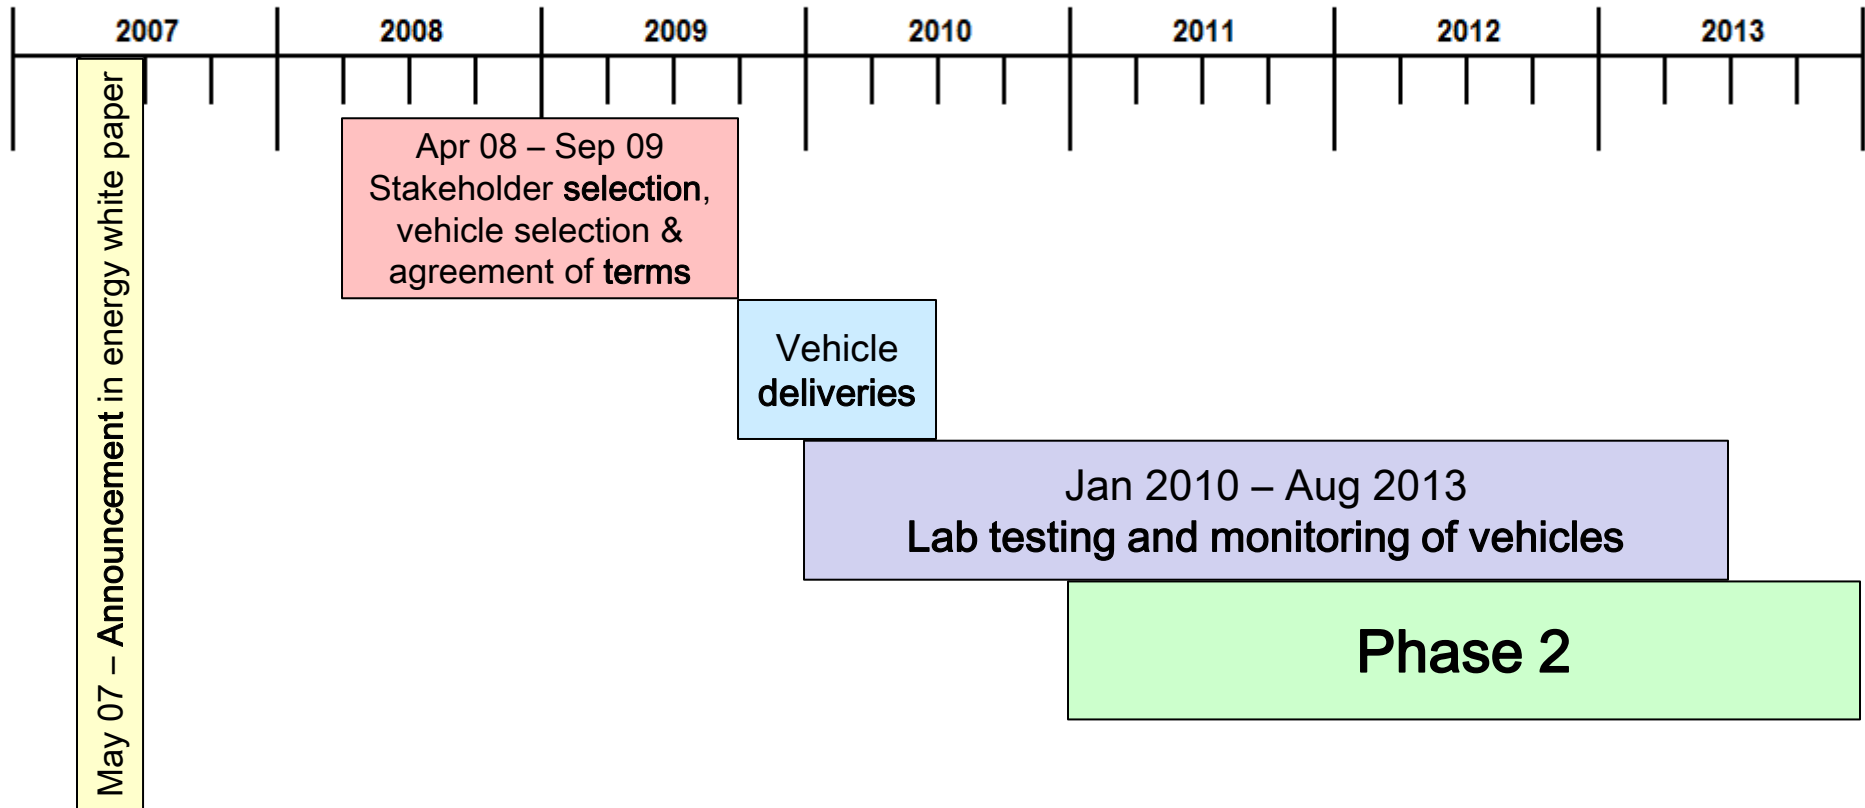 2007 2008 2009 2010 2011 2012 2013
May 07 – Announcement in energy white paper
Apr 08 – Sep 09
Stakeholder selection,
vehicle selection &
agreement of terms
Vehicle
deliveries
Jan 2010 – Aug 2013
Lab testing and monitoring of vehicles
Phase 2